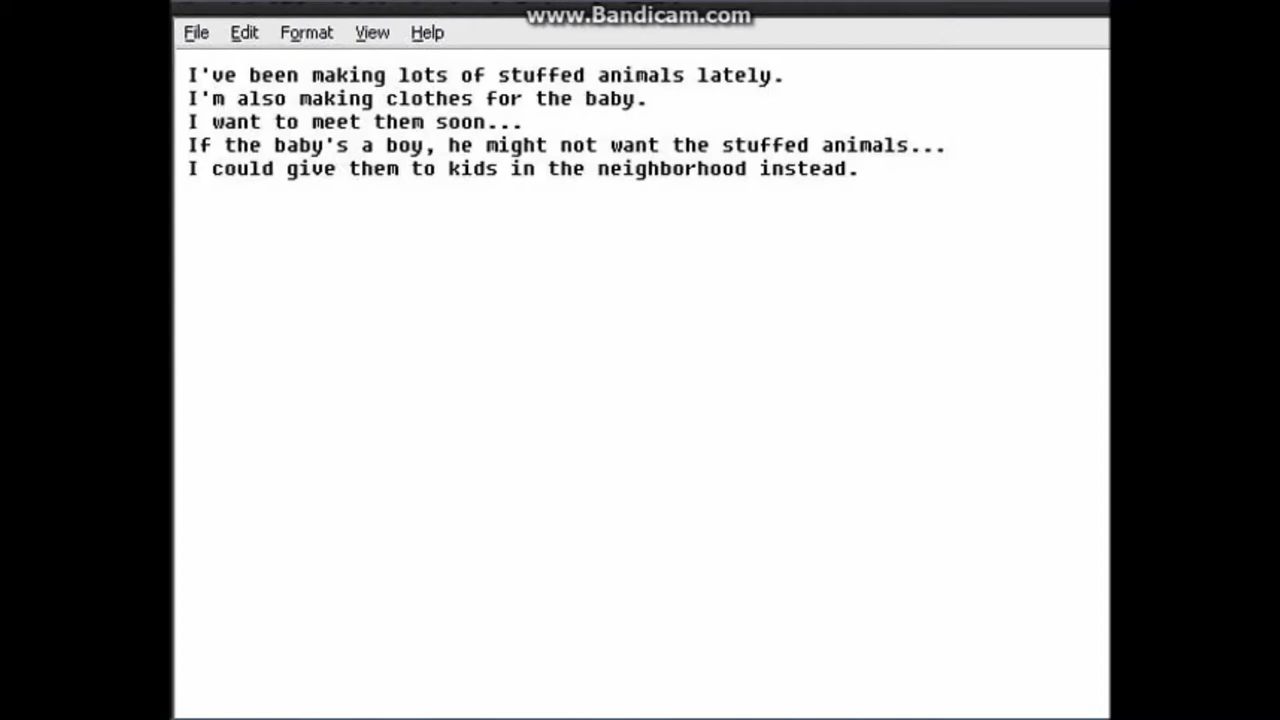 www.Bandicam.com
File Edit Format View Help
I've been making lots of stuffed animals lately.
I'm also making clothes for the baby.
I want to meet them soon...
If the baby's a boy, he might not want the stuffed animals...
I could give them to kids in the neighborhood instead.